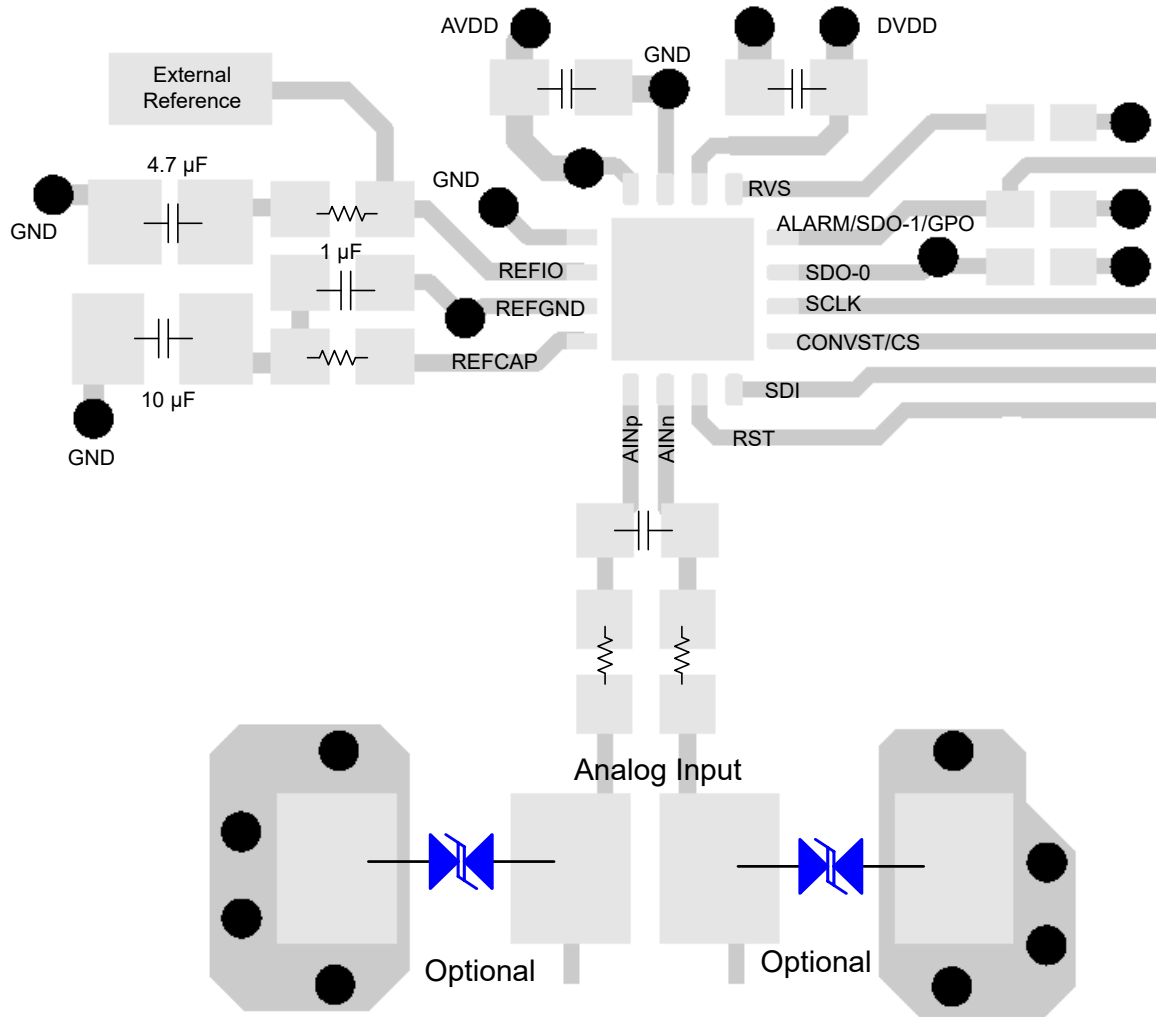 AVDD
DVDD
GND
External
Reference
4.7 µF
GND
RVS
GND
ALARM/SDO-1/GPO
1 µF
REFIO
SDO-0
REFGND
SCLK
CONVST/CS
REFCAP
SDI
10 µF
AINp
AINn
RST
GND
Analog Input
Optional
Optional